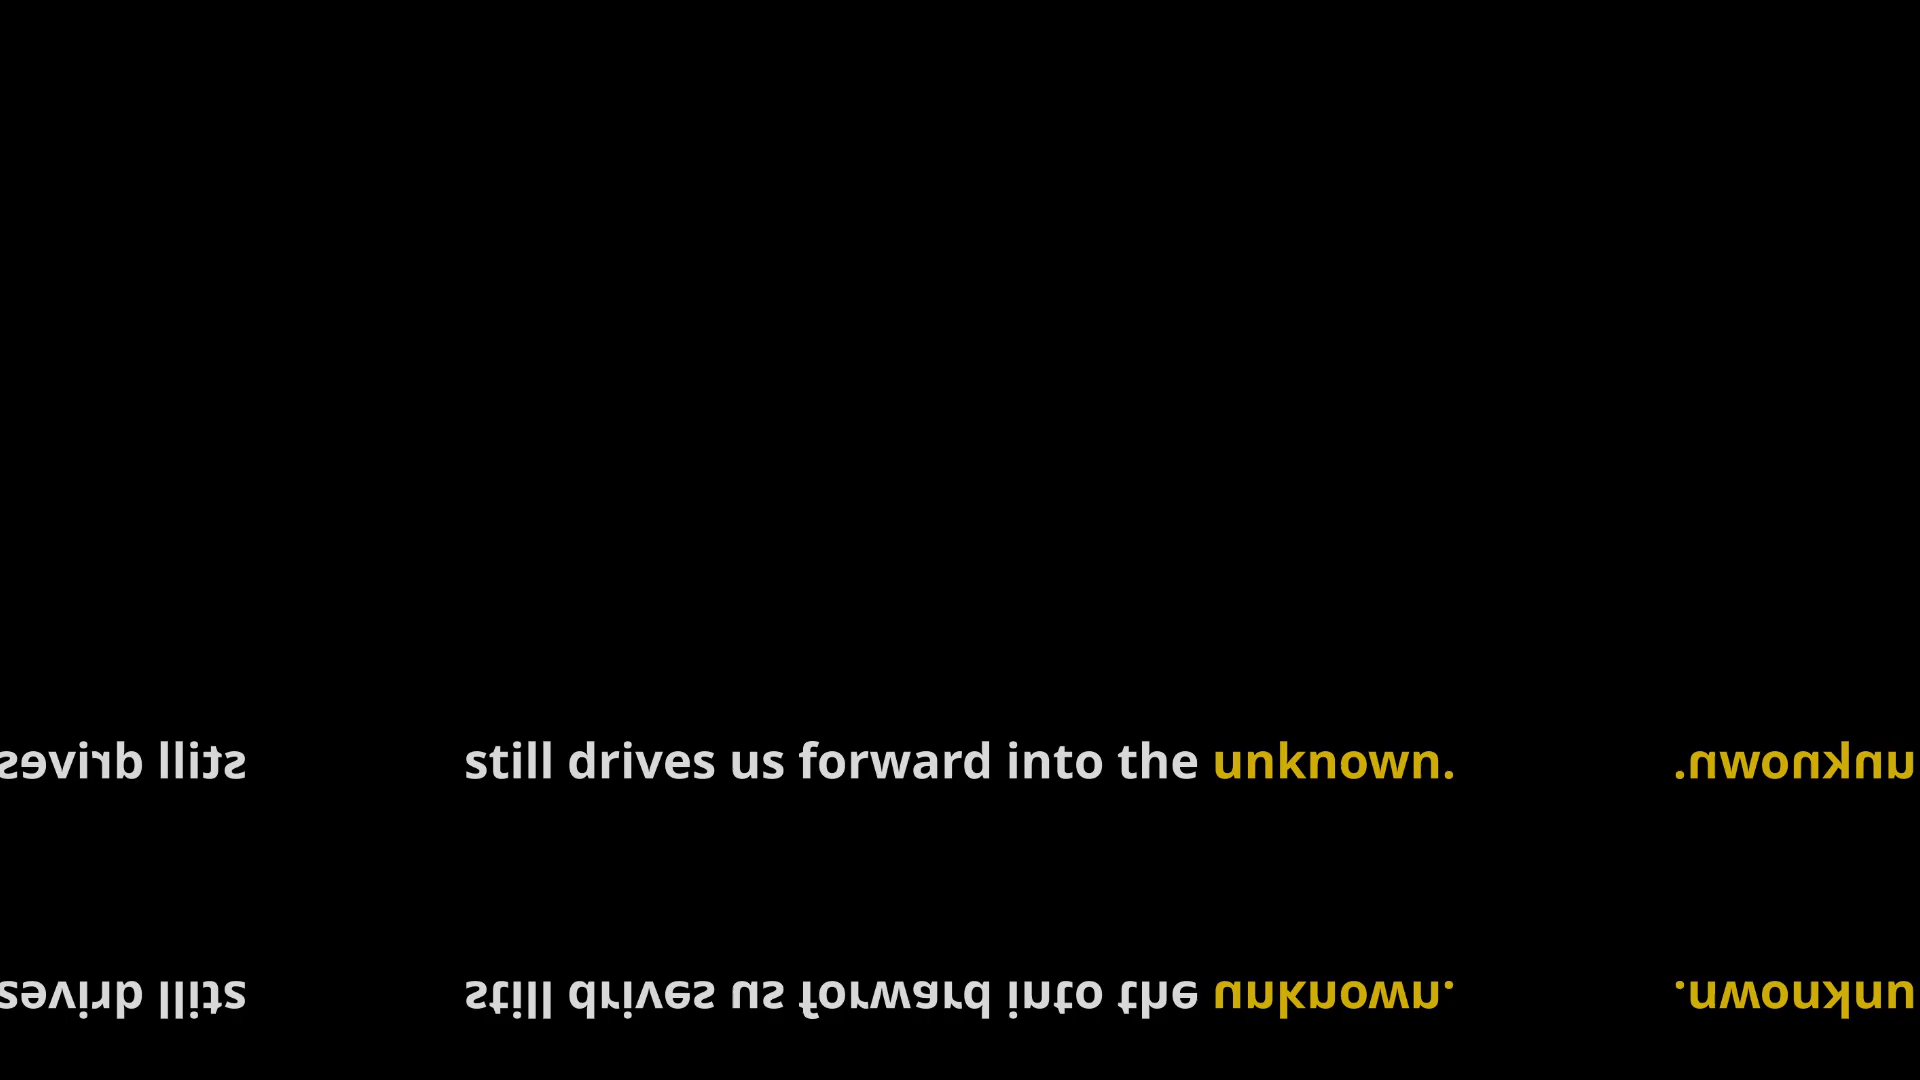 still drives still drives us forward into the unknown. unknown.
still drives still drives us forward into the unknown. unknown.